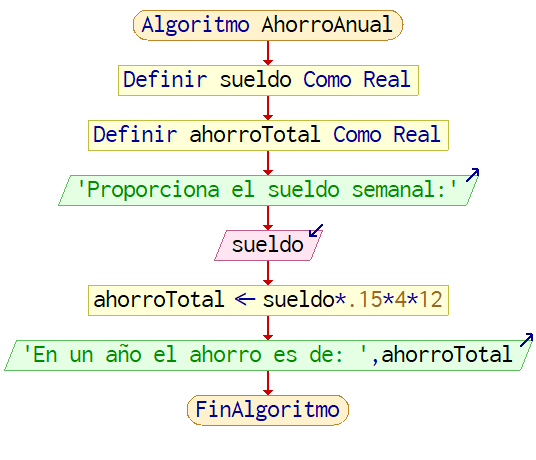 Algoritmo AhorroAnual
Definir sueldo Como Real
Definir ahorroTotal Como Real
'Proporciona el sueldo semanal:'
sueldo
ahorroTotal ← sueldo*.15*4*12
'En un año el ahorro es de: ',ahorroTotal
FinAlgoritmo